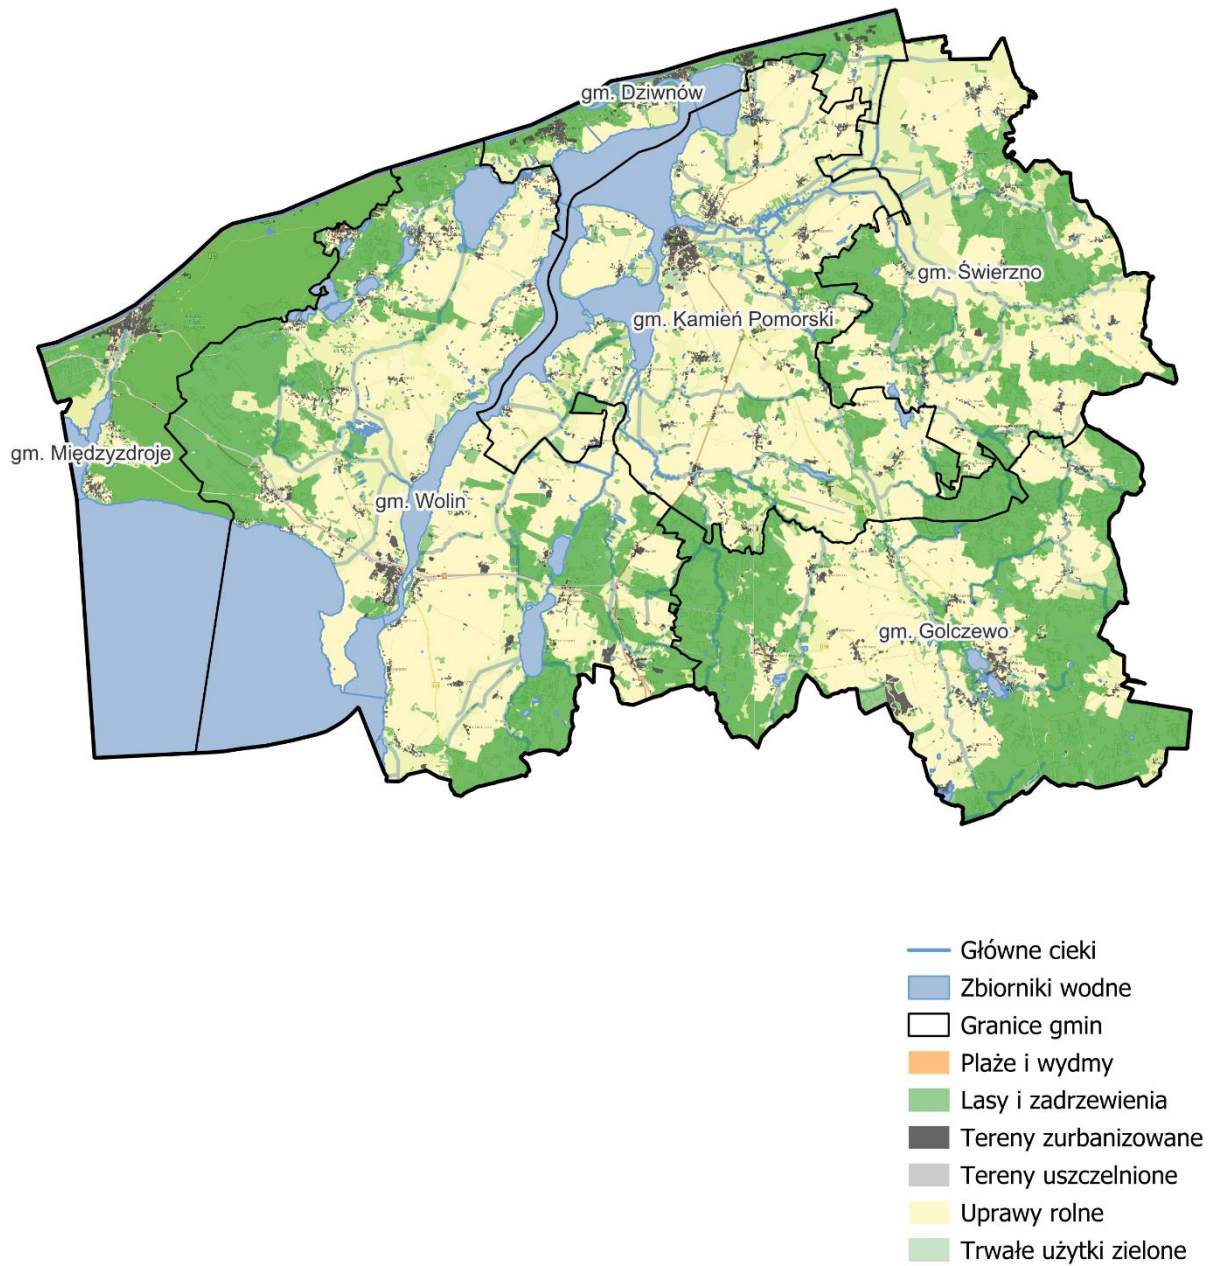 gm. Dziwnów
gm. Świerzno
gm. Kamień Pomorski
gm. Międzyzdroje
gm. Wolin
gm. Golczewo
Główne cieki
Zbiorniki wodne
Granice gmin
Plaże i wydmy
Lasy i zadrzewienia
Tereny zurbanizowane
Tereny uszczelnione
Uprawy rolne
Trwałe użytki zielone